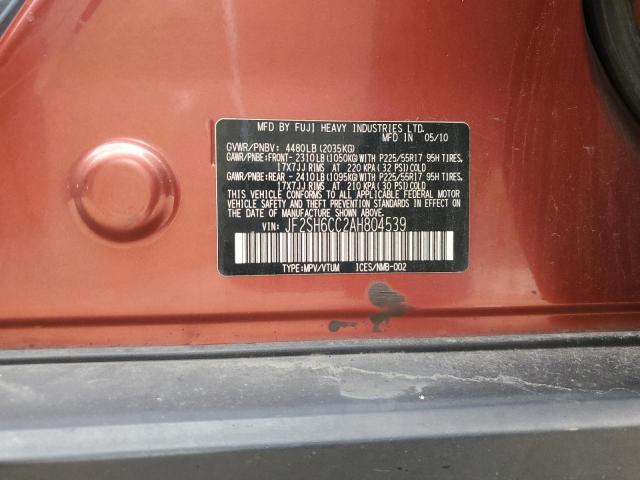 MFD BY FUJI HEAVY INDUSTRIES LTD.
MFD IN 05/10
GVWR/PNBV: 4480LB (2035KG)
GAWR/PNBE:FRONT- 2310LB (1050KG)WITH P225/55R17 95H TIRES,
17X7JJ RIMS AT 220 KPA (32 PSI)COLD
GAWR/PNBE:REAR - 2410LB (1095KG)WITH P225/55R17 95H TIRES,
17X7JJ RIMS AT 210 KPA (30 PSI)COLD
THIS VEHICLE CONFORMS TO ALL APPLICABLE FEDERAL MOTOR
VEHICLE SAFETY STANDARDS IN EFFECT ON THE
DATE OF MANUFACTURE SHOWN ABOVE.
VIN: JF2SH6CC2AH804539
TYPE:MPV/VTUM ICES/NMB-002